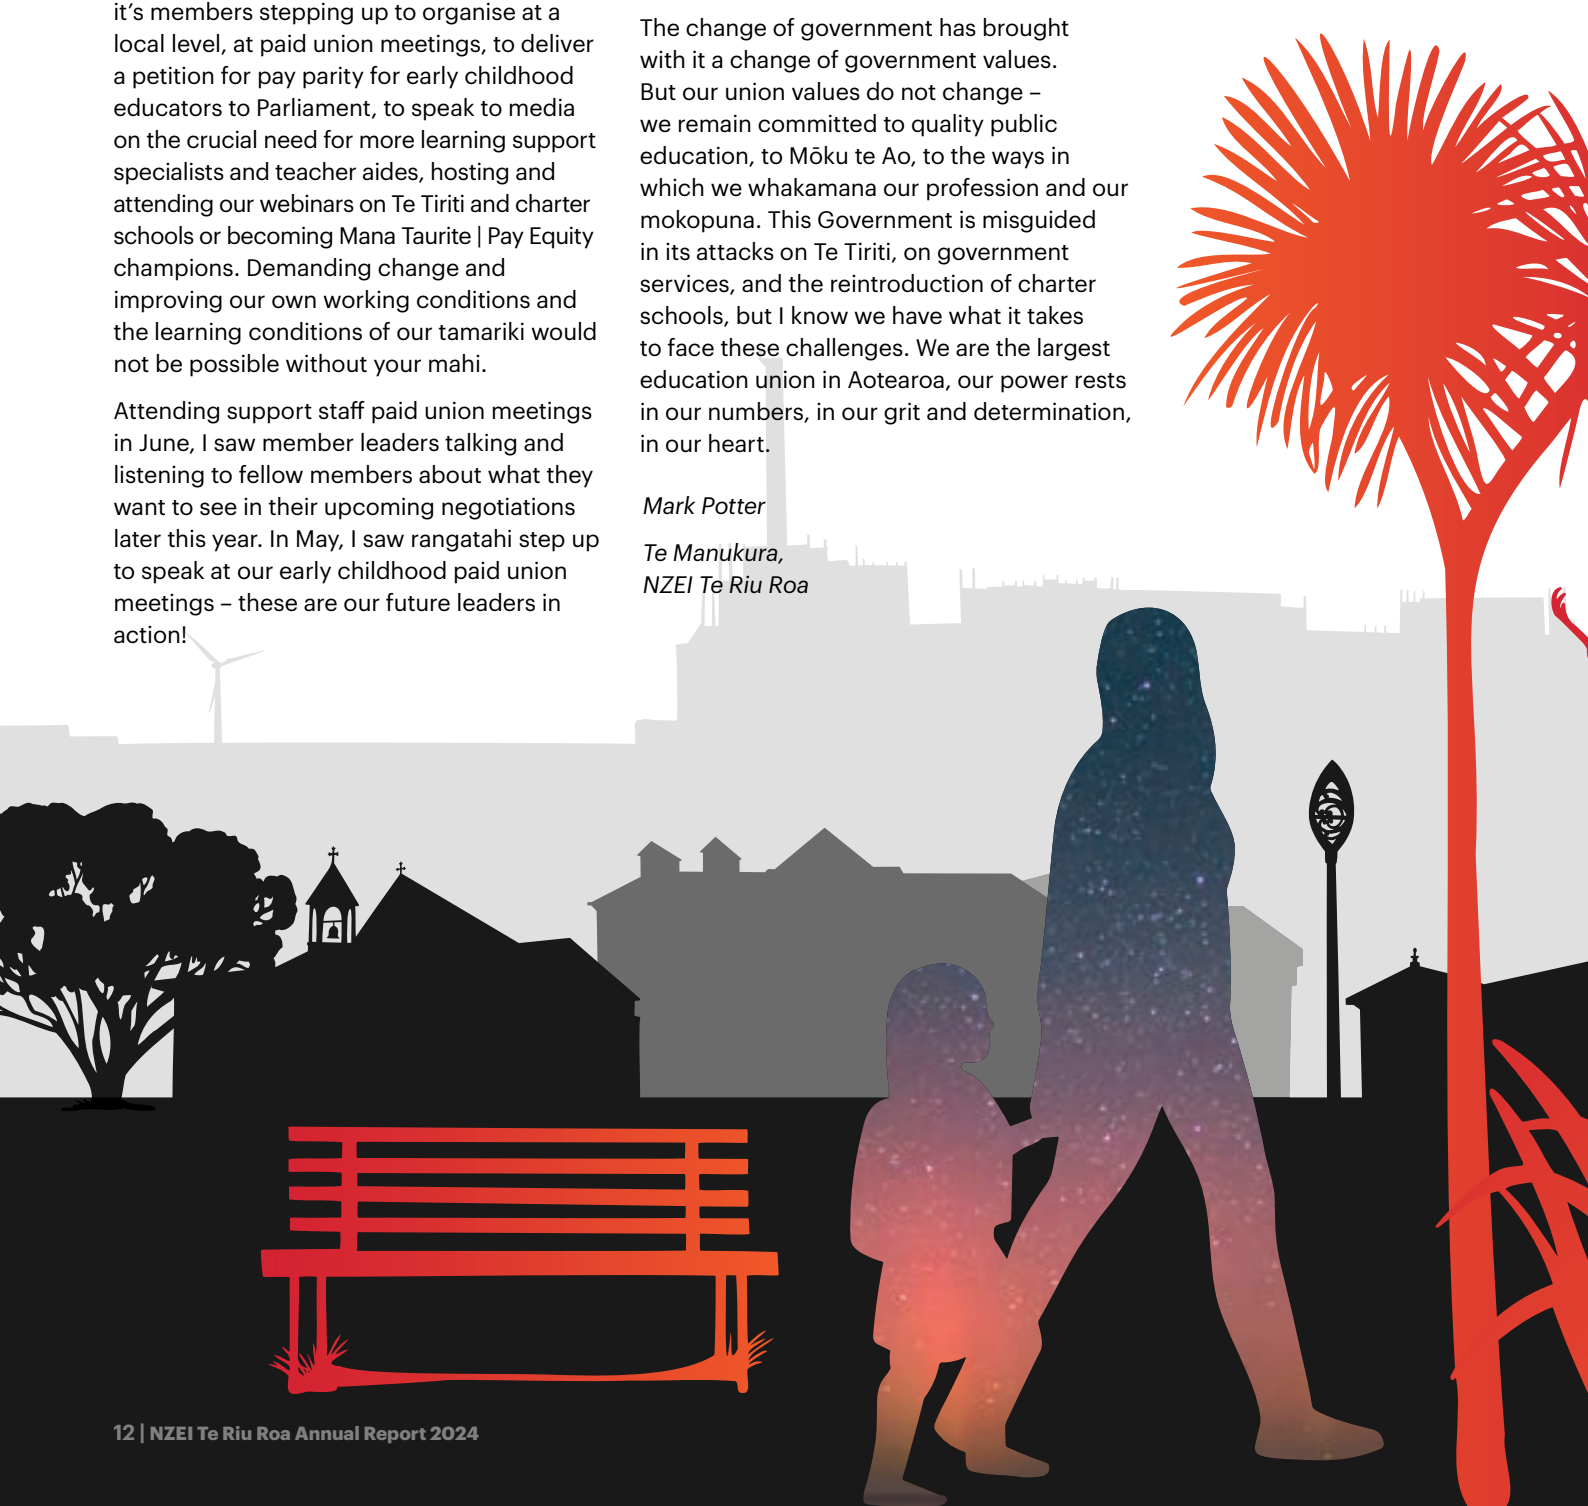 it’s members stepping up to organise at a
local level, at paid union meetings, to deliver
a petition for pay parity for early childhood
educators to Parliament, to speak to media
on the crucial need for more learning support
specialists and teacher aides, hosting and
attending our webinars on Te Tiriti and charter
schools or becoming Mana Taurite | Pay Equity
champions. Demanding change and
improving our own working conditions and
the learning conditions of our tamariki would
not be possible without your mahi.
Attending support staff paid union meetings
in June, I saw member leaders talking and
listening to fellow members about what they
want to see in their upcoming negotiations
later this year. In May, I saw rangatahi step up
to speak at our early childhood paid union
meetings – these are our future leaders in
action!
The change of government has brought
with it a change of government values.
But our union values do not change –
we remain committed to quality public
education, to Mōku te Ao, to the ways in
which we whakamana our profession and our
mokopuna. This Government is misguided
in its attacks on Te Tiriti, on government
services, and the reintroduction of charter
schools, but I know we have what it takes
to face these challenges. We are the largest
education union in Aotearoa, our power rests
in our numbers, in our grit and determination,
in our heart.
Mark Potter
Te Manukura,
NZEI Te Riu Roa
12 | NZEI Te Riu Roa Annual Report 2024